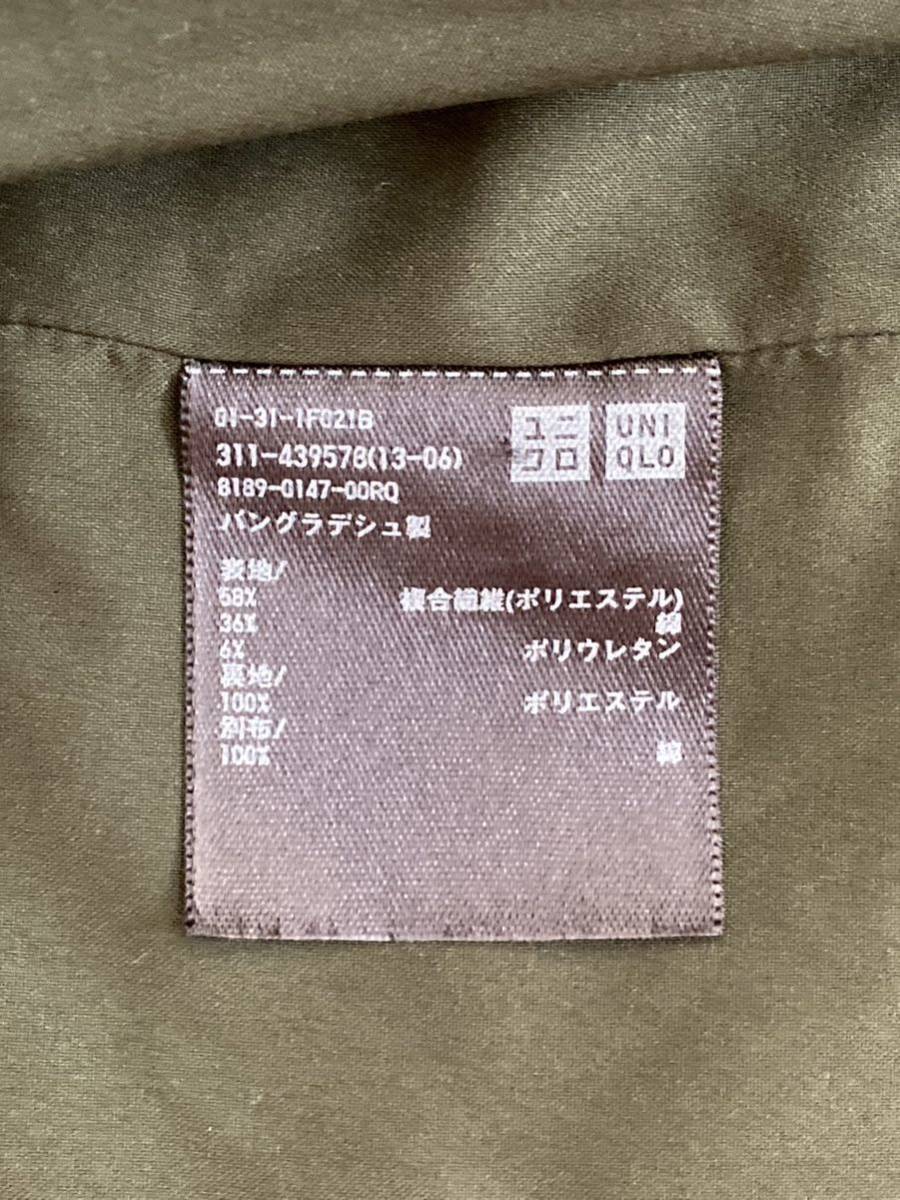 01-31-1F021B
311-439578(13-06)
8189-0147-00RQ
ユニ
クロ
UNI
QLO
バングラデシュ製
表地/
58% 複合繊維(ポリエステル)
36% 綿
6% ポリウレタン
裏地/
100% ポリエステル
別布/
100% 綿